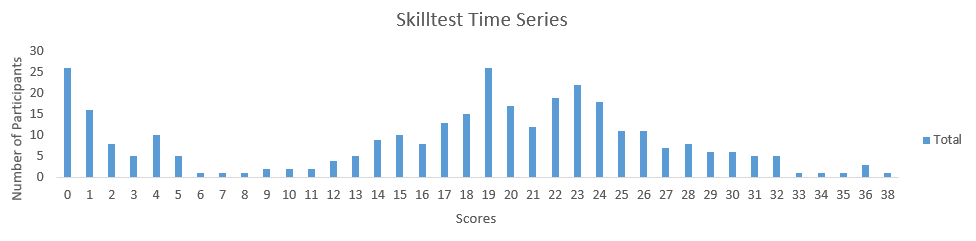 Skilltest Time Series
Number of Participants
30
25
20
15
10
5
0
0 1 2 3 4 5 6 7 8 9 10 11 12 13 14 15 16 17 18 19 20 21 22 23 24 25 26 27 28 29 30 31 32 33 34 35 36 38
Scores
Total